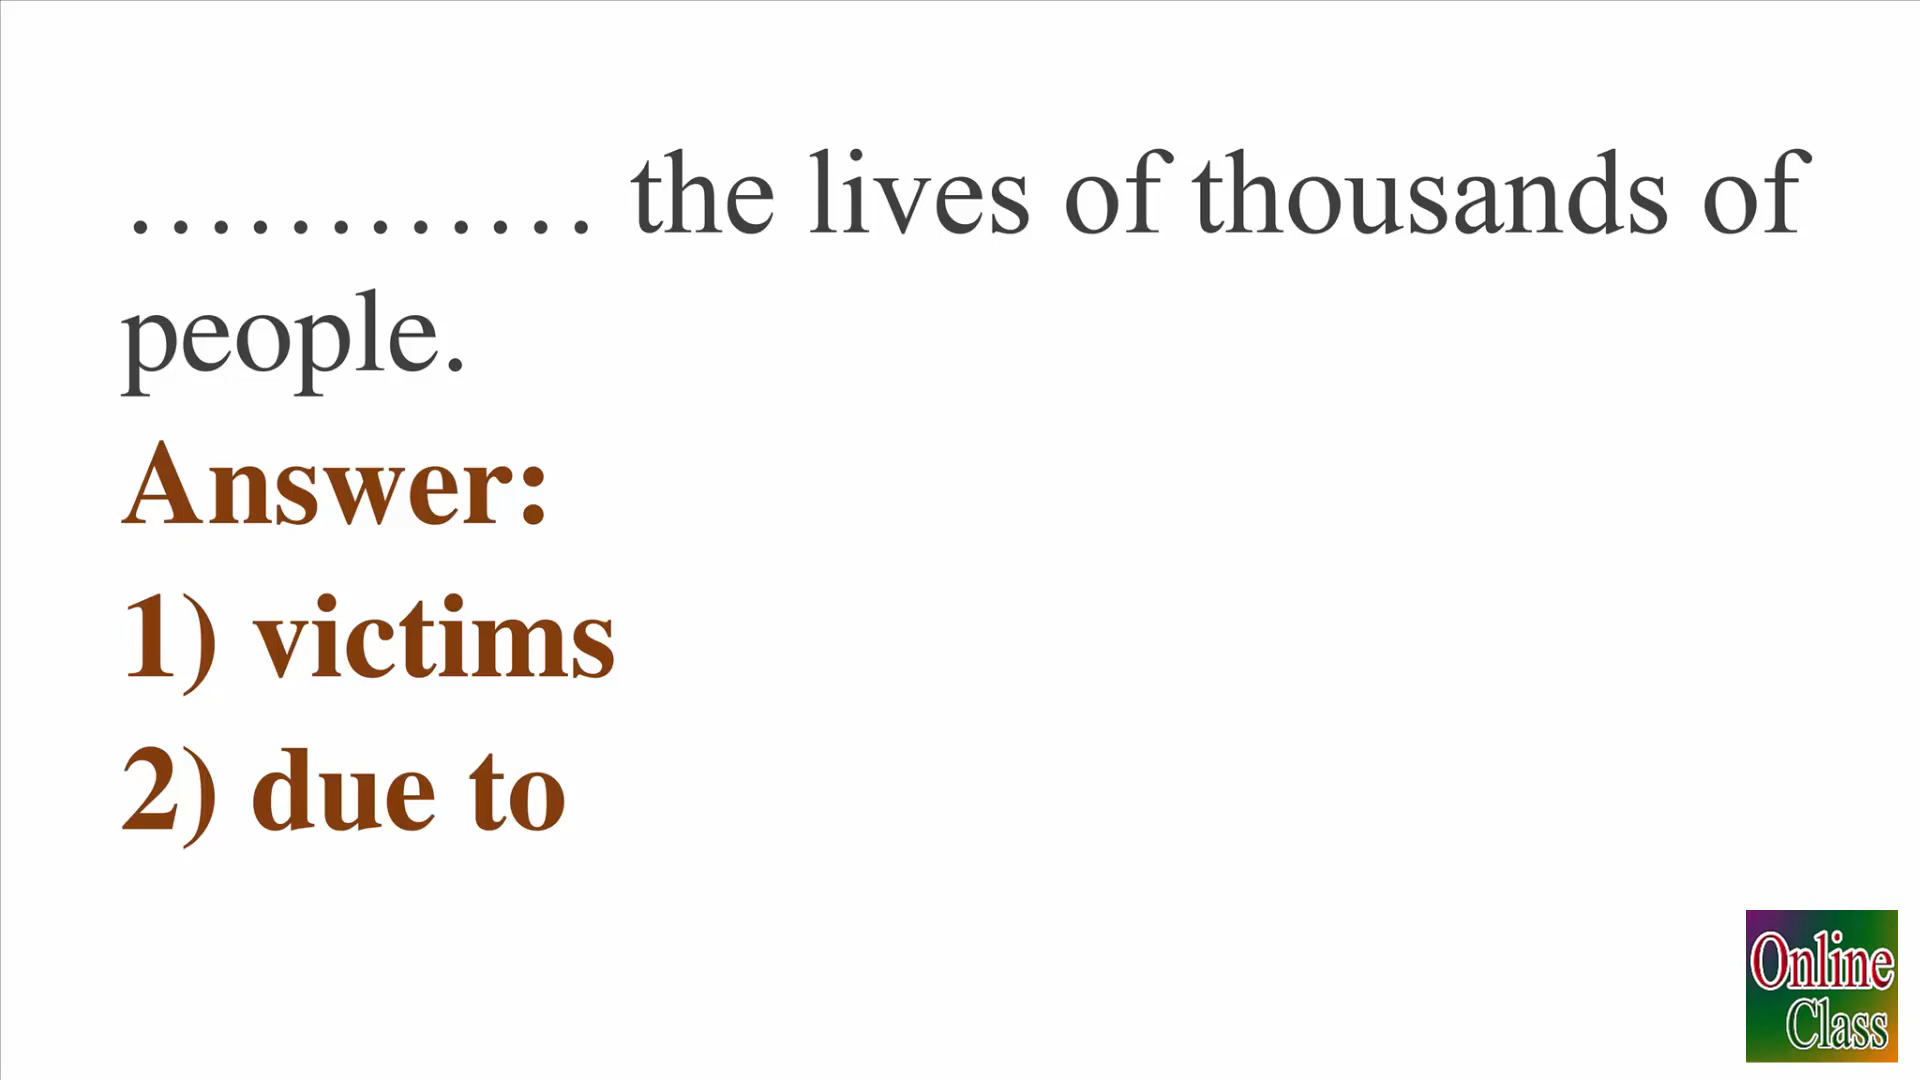 ………… the lives of thousands of
people.
Answer:
1) victims
2) due to
Online
Class